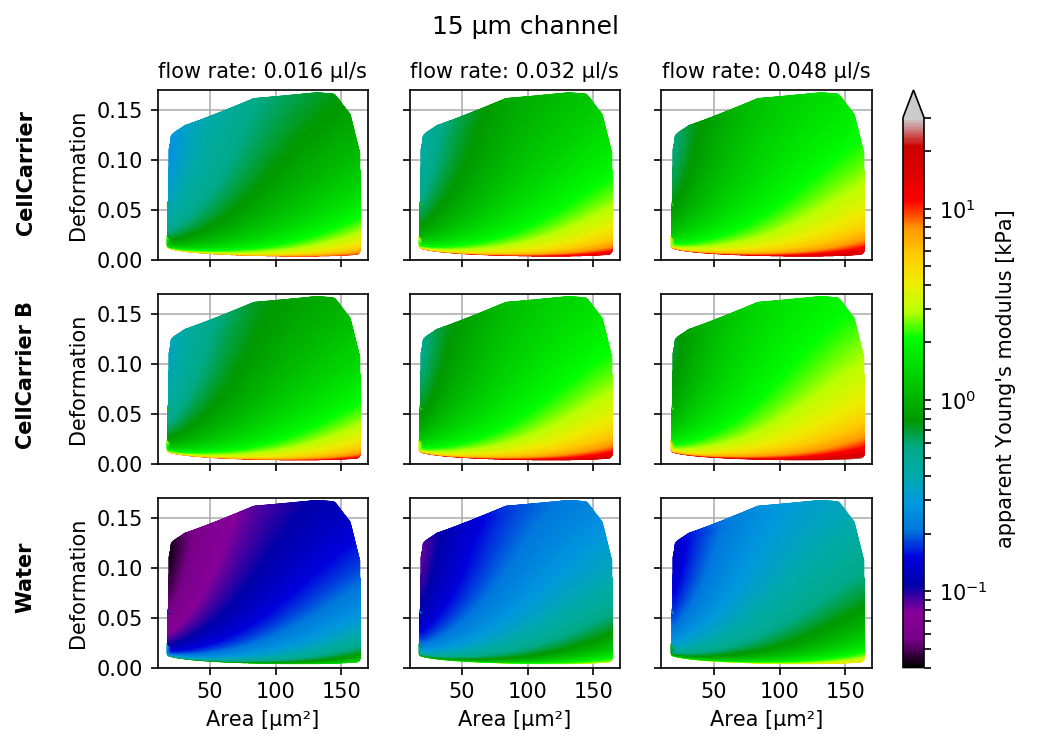 15 µm channel
flow rate: 0.016 µl/s flow rate: 0.032 µl/s flow rate: 0.048 µl/s
CellCarrier
Deformation
0.15
0.10
0.05
0.00
CellCarrier B
Deformation
0.15
0.10
0.05
0.00
Water
Deformation
0.15
0.10
0.05
0.00
50 100 150 50 100 150 50 100 150
Area [µm²] Area [µm²] Area [µm²]
10¹
10⁰
10⁻¹
apparent Young's modulus [kPa]